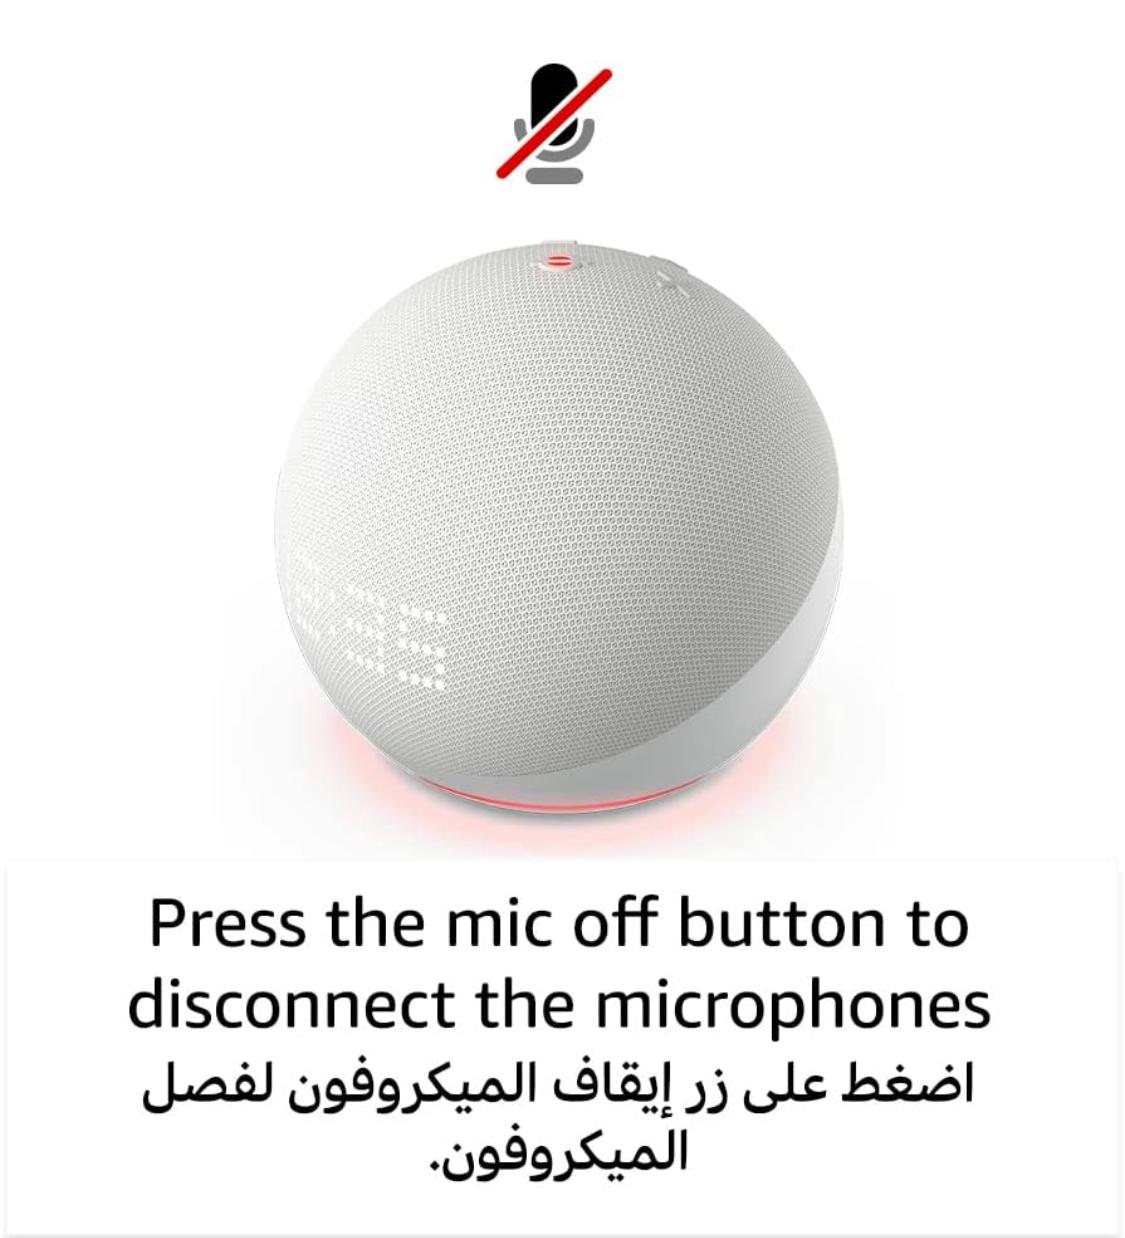 Press the mic off button to
disconnect the microphones
اضغط على زر إيقاف الميكروفون لفصل
الميكروفون.